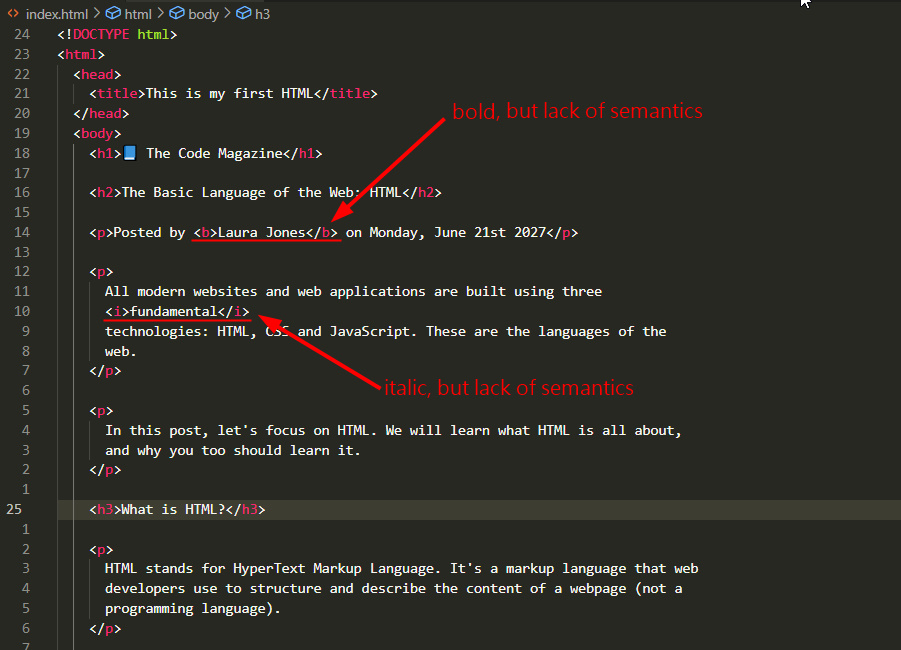 index.html > html > body > h3
24 <!DOCTYPE html>
23 <html>
22 <head>
21 <title>This is my first HTML</title>
20 </head>
bold, but lack of semantics
19 <body>
18 <h1>📘 The Code Magazine</h1>
17
16 <h2>The Basic Language of the Web: HTML</h2>
15
14 <p>Posted by <b>Laura Jones</b> on Monday, June 21st 2027</p>
13
12 <p>
11 All modern websites and web applications are built using three
10 <i>fundamental</i>
9 technologies: HTML, CSS and JavaScript. These are the languages of the
8 web.
7 </p>
italic, but lack of semantics
6
5 <p>
4 In this post, let's focus on HTML. We will learn what HTML is all about,
3 and why you too should learn it.
2 </p>
1
25 <h3>What is HTML?</h3>
1
2 <p>
3 HTML stands for HyperText Markup Language. It's a markup language that web
4 developers use to structure and describe the content of a webpage (not a
5 programming language).
6 </p>
7